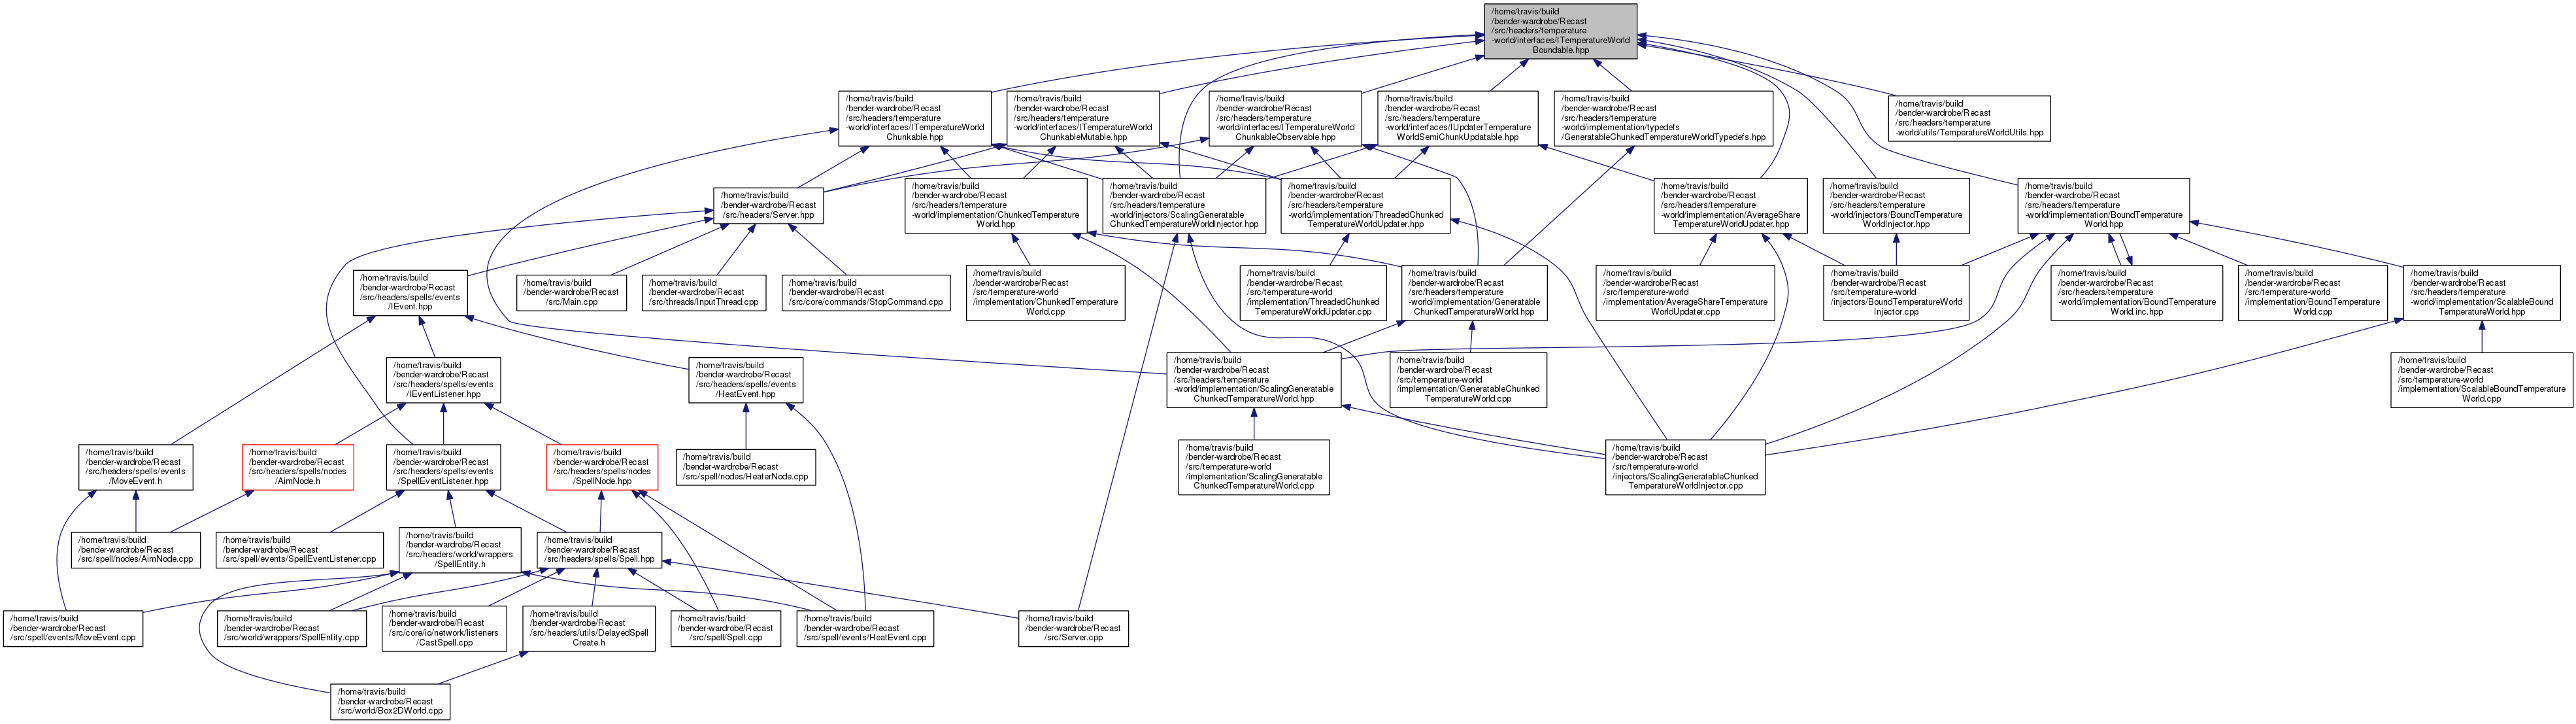 /home/travis/build
/bender-wardrobe/Recast
/src/headers/temperature
-world/interfaces/ITemperatureWorld
Boundable.hpp
/home/travis/build
/bender-wardrobe/Recast
/src/headers/temperature
-world/interfaces/ITemperatureWorld
Chunkable.hpp
/home/travis/build
/bender-wardrobe/Recast
/src/headers/temperature
-world/interfaces/ITemperatureWorld
ChunkableMutable.hpp
/home/travis/build
/bender-wardrobe/Recast
/src/headers/temperature
-world/interfaces/ITemperatureWorld
ChunkableObservable.hpp
/home/travis/build
/bender-wardrobe/Recast
/src/headers/temperature
-world/interfaces/IUpdaterTemperature
WorldSemiChunkUpdatable.hpp
/home/travis/build
/bender-wardrobe/Recast
/src/headers/temperature
-world/implementation/typedefs
/GeneratableChunkedTemperatureWorldTypedefs.hpp
/home/travis/build
/bender-wardrobe/Recast
/src/headers/temperature
-world/utils/TemperatureWorldUtils.hpp
/home/travis/build
/bender-wardrobe/Recast
/src/headers/Server.hpp
/home/travis/build
/bender-wardrobe/Recast
/src/headers/temperature
-world/implementation/ChunkedTemperature
World.hpp
/home/travis/build
/bender-wardrobe/Recast
/src/headers/temperature
-world/injectors/ScalingGeneratable
ChunkedTemperatureWorldInjector.hpp
/home/travis/build
/bender-wardrobe/Recast
/src/headers/temperature
-world/implementation/ThreadedChunked
TemperatureWorldUpdater.hpp
/home/travis/build
/bender-wardrobe/Recast
/src/headers/temperature
-world/implementation/AverageShare
TemperatureWorldUpdater.hpp
/home/travis/build
/bender-wardrobe/Recast
/src/headers/temperature
-world/injectors/BoundTemperature
WorldInjector.hpp
/home/travis/build
/bender-wardrobe/Recast
/src/headers/temperature
-world/implementation/BoundTemperature
World.hpp
/home/travis/build
/bender-wardrobe/Recast
/src/headers/spells/events
/IEvent.hpp
/home/travis/build
/bender-wardrobe/Recast
/src/Main.cpp
/home/travis/build
/bender-wardrobe/Recast
/src/threads/InputThread.cpp
/home/travis/build
/bender-wardrobe/Recast
/src/core/commands/StopCommand.cpp
/home/travis/build
/bender-wardrobe/Recast
/src/temperature-world
/implementation/ChunkedTemperature
World.cpp
/home/travis/build
/bender-wardrobe/Recast
/src/temperature-world
/implementation/ThreadedChunked
TemperatureWorldUpdater.cpp
/home/travis/build
/bender-wardrobe/Recast
/src/headers/temperature
-world/implementation/Generatable
ChunkedTemperatureWorld.hpp
/home/travis/build
/bender-wardrobe/Recast
/src/temperature-world
/implementation/AverageShareTemperature
WorldUpdater.cpp
/home/travis/build
/bender-wardrobe/Recast
/src/temperature-world
/injectors/BoundTemperatureWorld
Injector.cpp
/home/travis/build
/bender-wardrobe/Recast
/src/headers/temperature
-world/implementation/BoundTemperature
World.inc.hpp
/home/travis/build
/bender-wardrobe/Recast
/src/temperature-world
/implementation/BoundTemperature
World.cpp
/home/travis/build
/bender-wardrobe/Recast
/src/headers/temperature
-world/implementation/ScalableBound
TemperatureWorld.hpp
/home/travis/build
/bender-wardrobe/Recast
/src/headers/spells/events
/IEventListener.hpp
/home/travis/build
/bender-wardrobe/Recast
/src/headers/spells/events
/HeatEvent.hpp
/home/travis/build
/bender-wardrobe/Recast
/src/headers/temperature
-world/implementation/ScalingGeneratable
ChunkedTemperatureWorld.hpp
/home/travis/build
/bender-wardrobe/Recast
/src/temperature-world
/implementation/GeneratableChunked
TemperatureWorld.cpp
/home/travis/build
/bender-wardrobe/Recast
/src/temperature-world
/implementation/ScalableBoundTemperature
World.cpp
/home/travis/build
/bender-wardrobe/Recast
/src/headers/spells/events
/MoveEvent.h
/home/travis/build
/bender-wardrobe/Recast
/src/headers/spells/nodes
/AimNode.h
/home/travis/build
/bender-wardrobe/Recast
/src/headers/spells/events
/SpellEventListener.hpp
/home/travis/build
/bender-wardrobe/Recast
/src/headers/spells/nodes
/SpellNode.hpp
/home/travis/build
/bender-wardrobe/Recast
/src/spell/nodes/HeaterNode.cpp
/home/travis/build
/bender-wardrobe/Recast
/src/temperature-world
/implementation/ScalingGeneratable
ChunkedTemperatureWorld.cpp
/home/travis/build
/bender-wardrobe/Recast
/src/temperature-world
/injectors/ScalingGeneratableChunked
TemperatureWorldInjector.cpp
/home/travis/build
/bender-wardrobe/Recast
/src/spell/nodes/AimNode.cpp
/home/travis/build
/bender-wardrobe/Recast
/src/spell/events/SpellEventListener.cpp
/home/travis/build
/bender-wardrobe/Recast
/src/headers/world/wrappers
/SpellEntity.h
/home/travis/build
/bender-wardrobe/Recast
/src/headers/spells/Spell.hpp
/home/travis/build
/bender-wardrobe/Recast
/src/spell/events/MoveEvent.cpp
/home/travis/build
/bender-wardrobe/Recast
/src/world/wrappers/SpellEntity.cpp
/home/travis/build
/bender-wardrobe/Recast
/src/core/io/network/listeners
/CastSpell.cpp
/home/travis/build
/bender-wardrobe/Recast
/src/headers/utils/DelayedSpell
Create.h
/home/travis/build
/bender-wardrobe/Recast
/src/spell/Spell.cpp
/home/travis/build
/bender-wardrobe/Recast
/src/spell/events/HeatEvent.cpp
/home/travis/build
/bender-wardrobe/Recast
/src/Server.cpp
/home/travis/build
/bender-wardrobe/Recast
/src/world/Box2DWorld.cpp